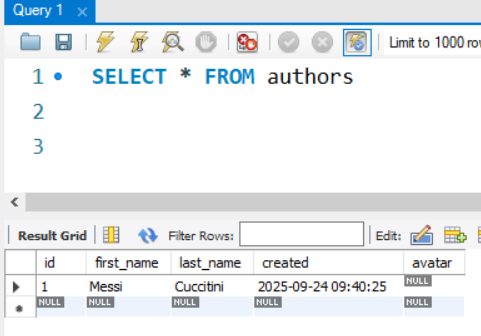 Query 1
Limit to 1000 rov
1 SELECT * FROM authors
2
3
Result Grid Filter Rows: Edit:
id first_name last_name created avatar
1 Messi Cuccitini 2025-09-24 09:40:25 NULL
NULL NULL NULL NULL NULL